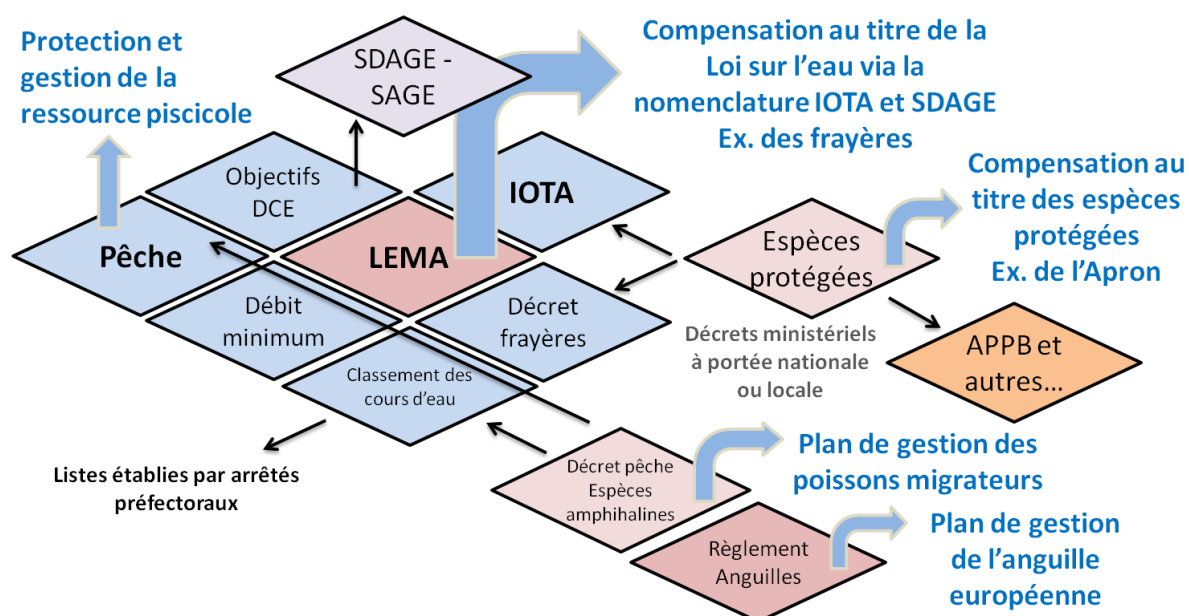 Protection et
gestion de la
ressource piscicole
SDAGE -
SAGE
Compensation au titre de la
Loi sur l’eau via la
nomenclature IOTA et SDAGE
Ex. des frayères
Objectifs
DCE
IOTA
Compensation au
titre des espèces
protégées
Ex. de l’Apron
Pêche
LEMA
Espèces
protégées
Débit
minimum
Décret
frayères
Décrets ministériels
à portée nationale
ou locale
APPB et
autres…
Classement des
cours d’eau
Listes établies par arrêtés
préfectoraux
Décret pêche
Espèces
amphihalines
Plan de gestion des
poissons migrateurs
Règlement
Anguilles
Plan de gestion
de l’anguille
européenne